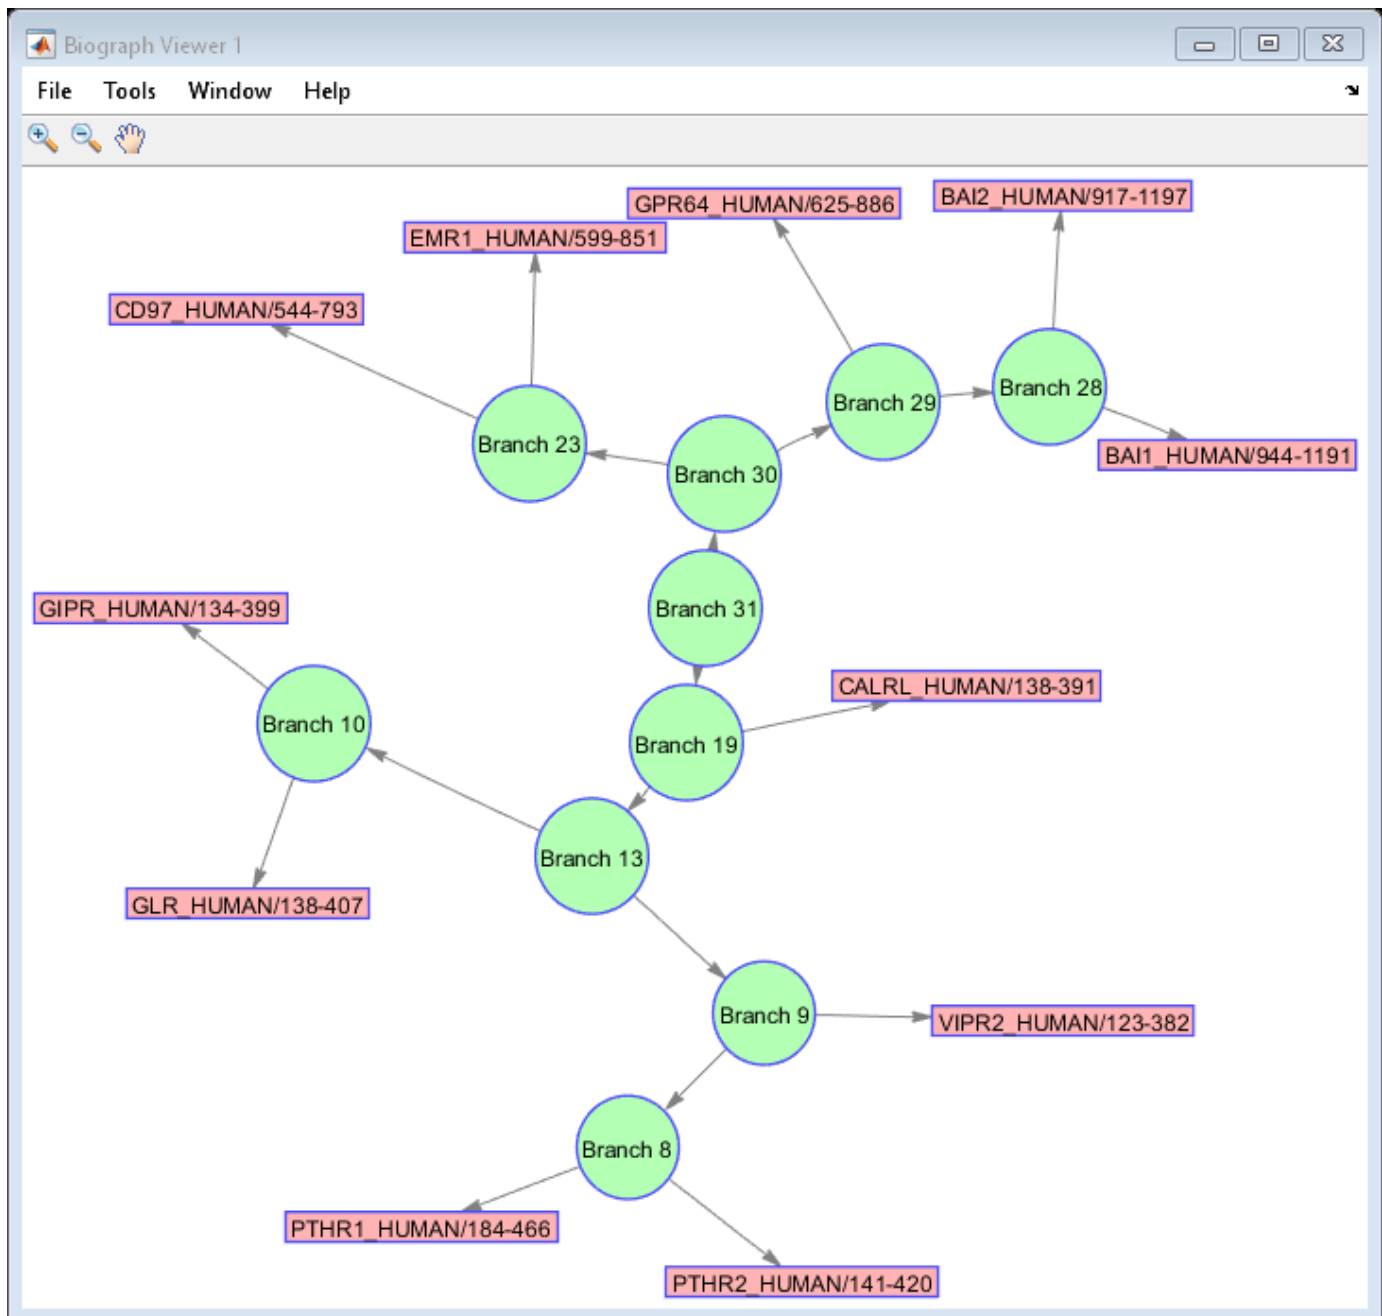 Biograph Viewer 1
File Tools Window Help
BAI2_HUMAN/917-1197
GPR64_HUMAN/625-886
EMR1_HUMAN/599-851
CD97_HUMAN/544-793
Branch 28
Branch 29
Branch 23
BAI1_HUMAN/944-1191
Branch 30
GIPR_HUMAN/134-399
Branch 31
CALRL_HUMAN/138-391
Branch 10
Branch 19
Branch 13
GLR_HUMAN/138-407
Branch 9
VIPR2_HUMAN/123-382
Branch 8
PTHR1_HUMAN/184-466
PTHR2_HUMAN/141-420